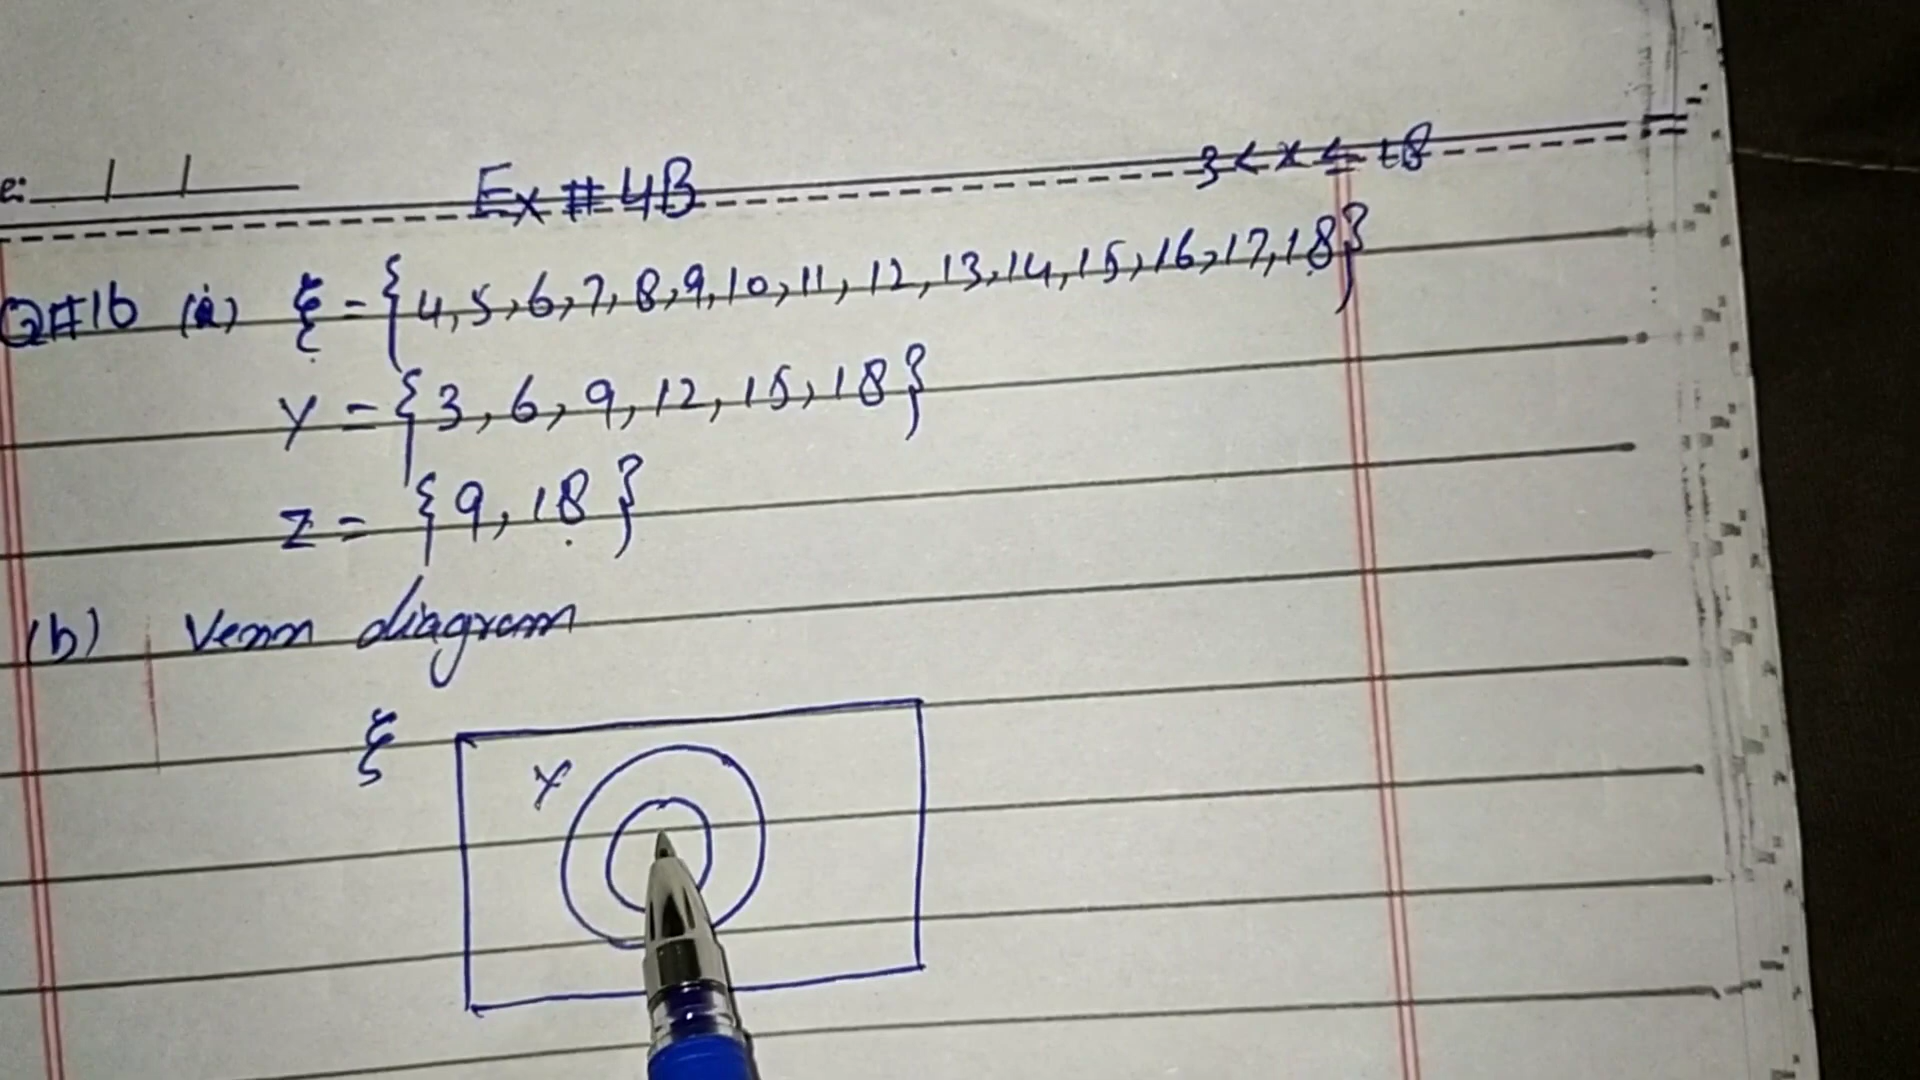 e:
Ex # 4B
3 < x ≤ 18
Q#16 (a) ξ = {4,5,6,7,8,9,10,11,12,13,14,15,16,17,18}
Y = {3,6,9,12,15,18}
Z = {9,18}
(b) Venn diagram
ξ
Y